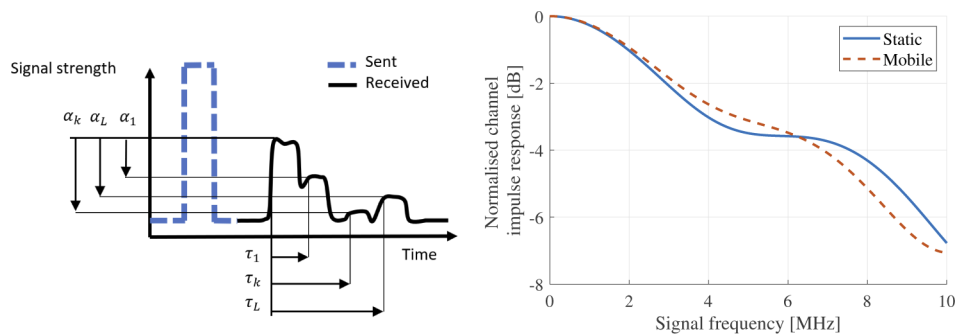 Signal strength
Sent
Received
α_k α_L α_1
Time
τ_1
τ_k
τ_L
Normalised channel
impulse response [dB]
0
-2
-4
-6
-8
Static
Mobile
0 2 4 6 8 10
Signal frequency [MHz]